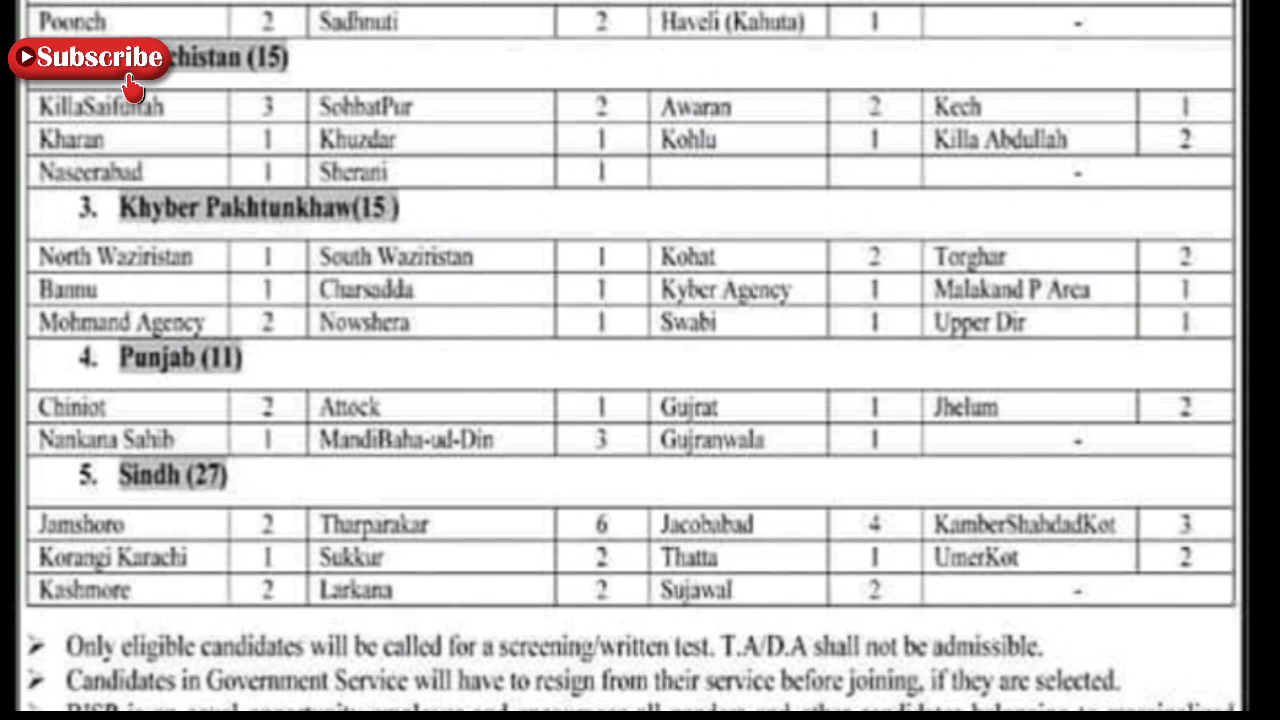 Poonch 2 Sadhnuti 2 Haveli (Kahuta) 1 -
Subscribe
chistan (15)
KillaSaifullah 3 SohbatPur 2 Awaran 2 Kech 1
Kharan 1 Khuzdar 1 Kohlu 1 Killa Abdullah 2
Naseerabad 1 Sherani 1 -
3. Khyber Pakhtunkhaw(15 )
North Waziristan 1 South Waziristan 1 Kohat 2 Torghar 2
Bannu 1 Charsadda 1 Kyber Agency 1 Malakand P Area 1
Mohmand Agency 2 Nowshera 1 Swabi 1 Upper Dir 1
4. Punjab (11)
Chiniot 2 Attock 1 Gujrat 1 Jhelum 2
Nankana Sahib 1 MandiBaha-ud-Din 3 Gujranwala 1 -
5. Sindh (27)
Jamshoro 2 Tharparakar 6 Jacobabad 4 KamberShahdadKot 3
Korangi Karachi 1 Sukkur 2 Thatta 1 UmerKot 2
Kashmore 2 Larkana 2 Sujawal 2 -
➢ Only eligible candidates will be called for a screening/written test. T.A/D.A shall not be admissible.
➢ Candidates in Government Service will have to resign from their service before joining, if they are selected.